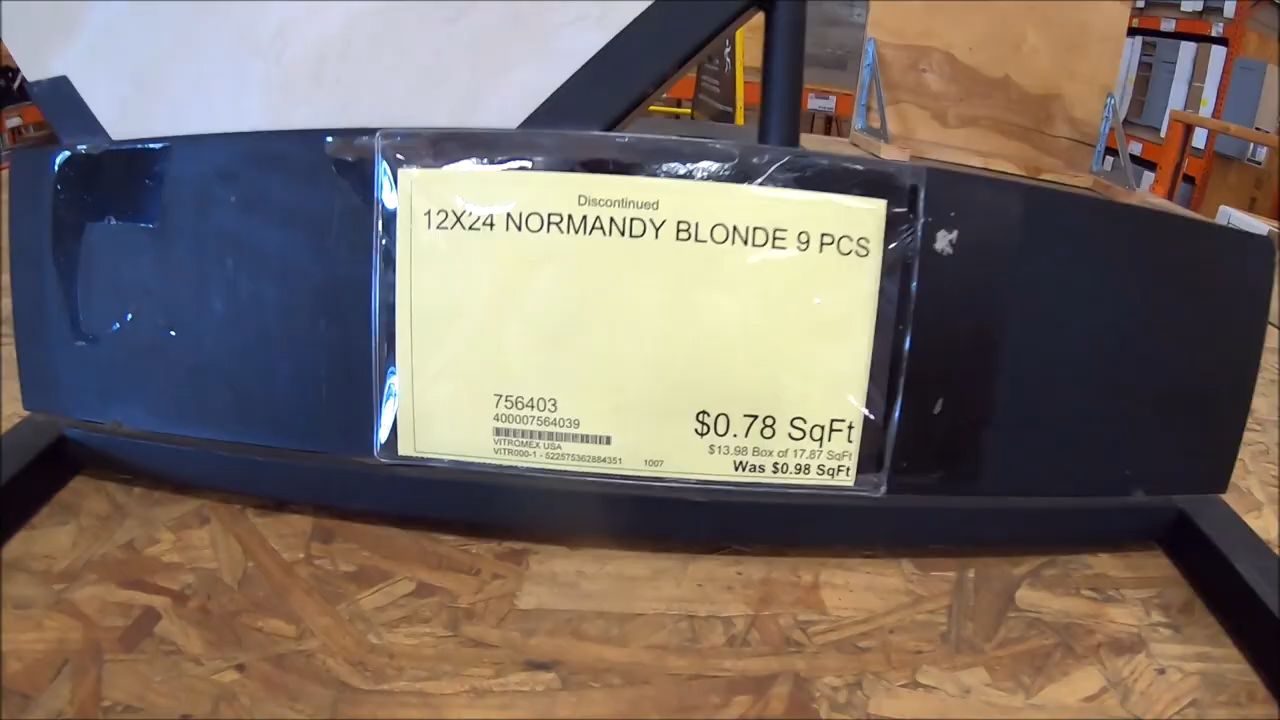 Discontinued
12X24 NORMANDY BLONDE 9 PCS
756403
400007564039
VITROMEX USA
VITR000-1 - 522575362884351 1007
$0.78 SqFt
$13.98 Box of 17.87 SqFt
Was $0.98 SqFt